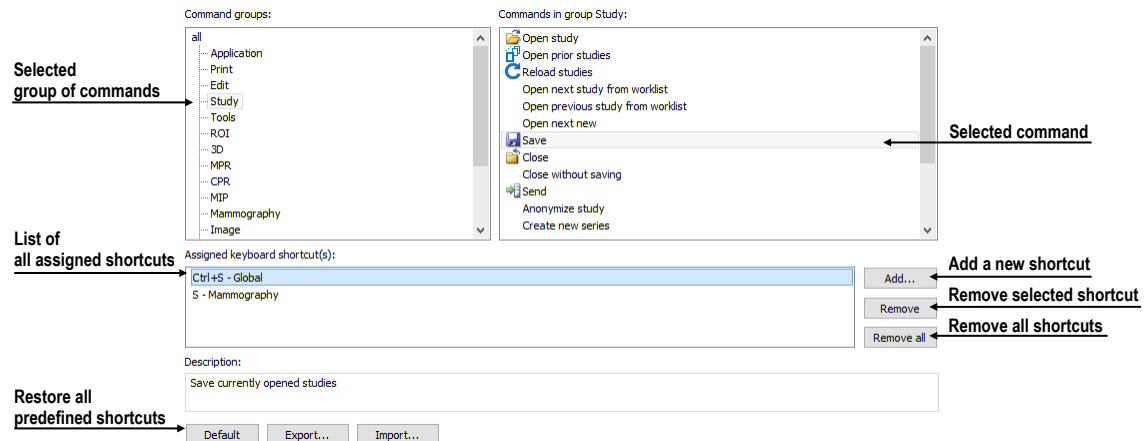 Command groups:
Commands in group Study:
all
Application
Print
Edit
Study
Tools
ROI
3D
MPR
CPR
MIP
Mammography
Image
Open study
Open prior studies
Reload studies
Open next study from worklist
Open previous study from worklist
Open next new
Save
Close
Close without saving
Send
Anonymize study
Create new series
Selected
group of commands
Selected command
List of
all assigned shortcuts
Assigned keyboard shortcut(s):
Ctrl+S - Global
S - Mammography
Add...
Remove
Remove all
Add a new shortcut
Remove selected shortcut
Remove all shortcuts
Description:
Save currently opened studies
Restore all
predefined shortcuts
Default
Export...
Import...